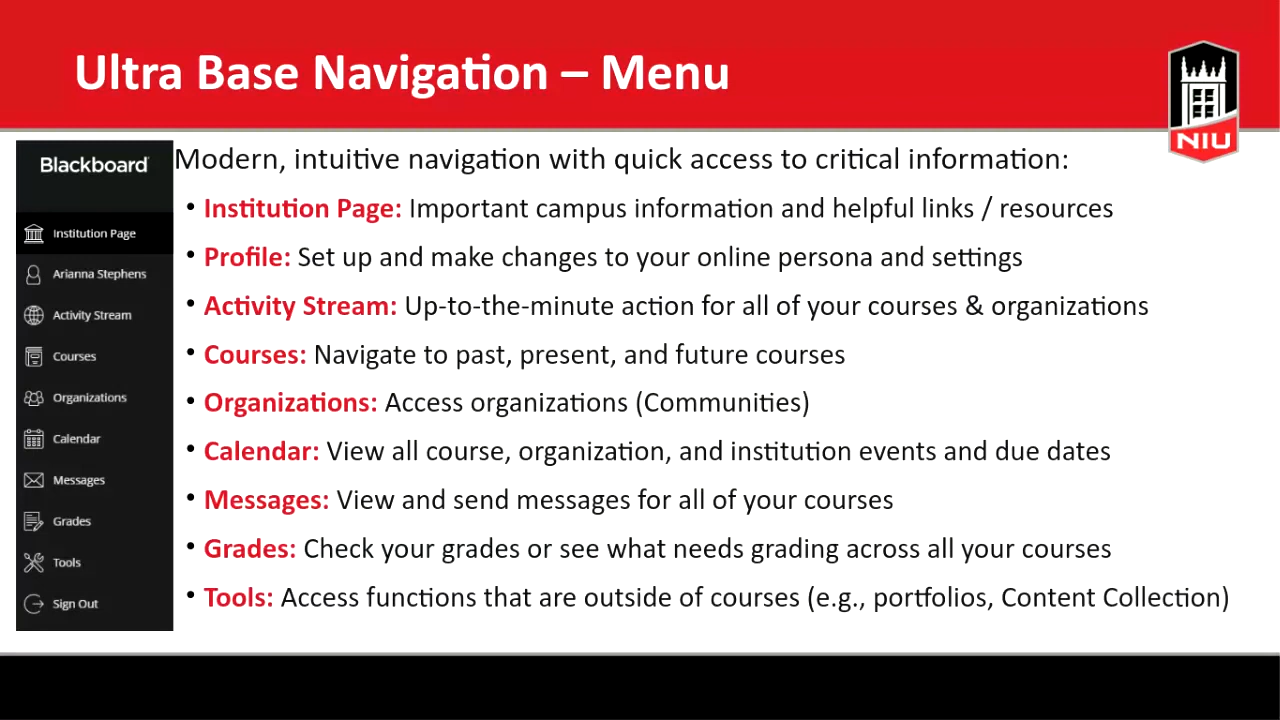 Ultra Base Navigation – Menu
NIU
Blackboard
Institution Page
Arianna Stephens
Activity Stream
Courses
Organizations
Calendar
Messages
Grades
Tools
Sign Out
Modern, intuitive navigation with quick access to critical information:
• Institution Page: Important campus information and helpful links / resources
• Profile: Set up and make changes to your online persona and settings
• Activity Stream: Up-to-the-minute action for all of your courses & organizations
• Courses: Navigate to past, present, and future courses
• Organizations: Access organizations (Communities)
• Calendar: View all course, organization, and institution events and due dates
• Messages: View and send messages for all of your courses
• Grades: Check your grades or see what needs grading across all your courses
• Tools: Access functions that are outside of courses (e.g., portfolios, Content Collection)